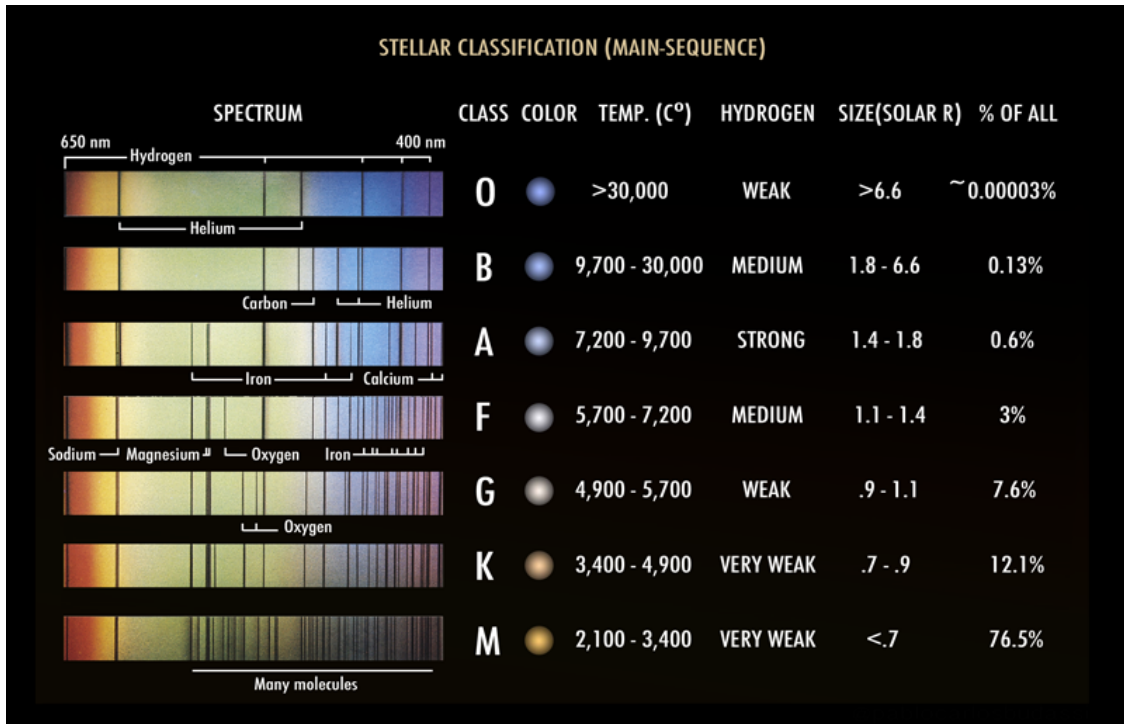 STELLAR CLASSIFICATION (MAIN-SEQUENCE)
SPECTRUM CLASS COLOR TEMP. (Cº) HYDROGEN SIZE(SOLAR R) % OF ALL
650 nm 400 nm
Hydrogen
O >30,000 WEAK >6.6 ~0.00003%
Helium
B 9,700 - 30,000 MEDIUM 1.8 - 6.6 0.13%
Carbon Helium
A 7,200 - 9,700 STRONG 1.4 - 1.8 0.6%
Iron Calcium
F 5,700 - 7,200 MEDIUM 1.1 - 1.4 3%
Sodium Magnesium Oxygen Iron
G 4,900 - 5,700 WEAK .9 - 1.1 7.6%
Oxygen
K 3,400 - 4,900 VERY WEAK .7 - .9 12.1%
M 2,100 - 3,400 VERY WEAK <.7 76.5%
Many molecules